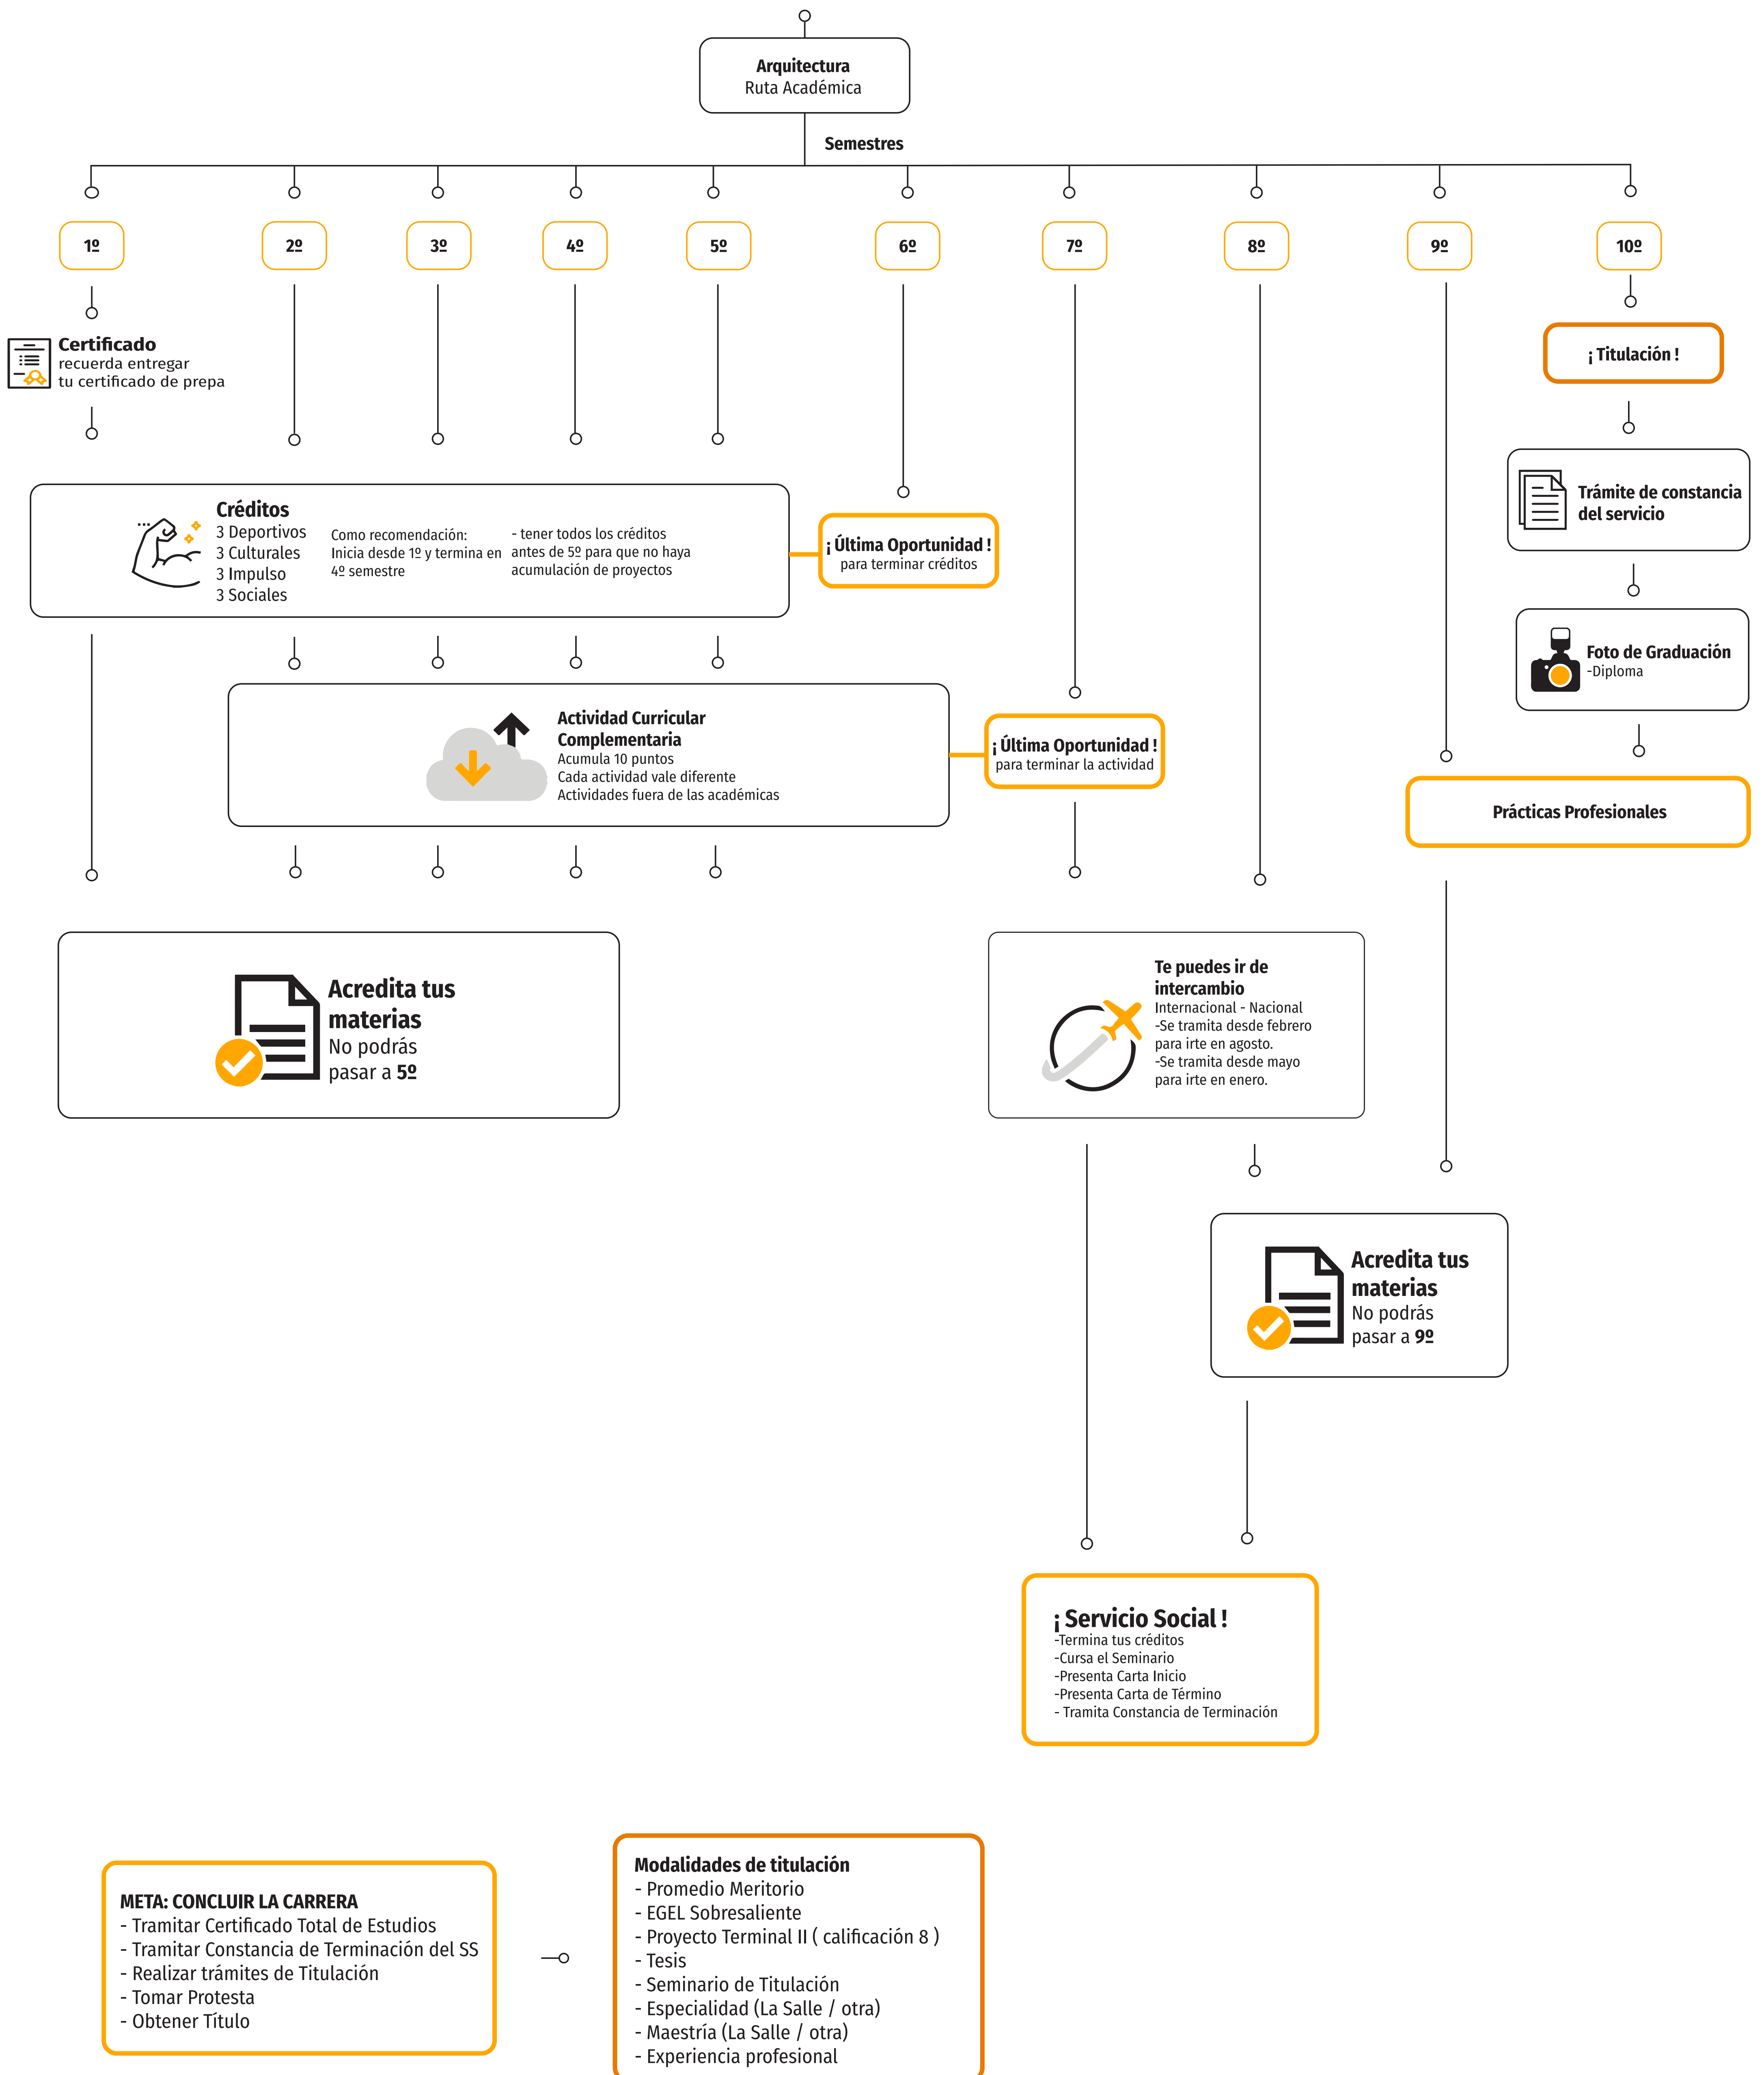 Arquitectura
Ruta Académica
Semestres
1º
2º
3º
4º
5º
6º
7º
8º
9º
10º
Certificado
recuerda entregar
tu certificado de prepa
¡ Titulación !
Trámite de constancia
del servicio
Créditos
3 Deportivos
3 Culturales
3 Impulso
3 Sociales
Como recomendación:
Inicia desde 1º y termina en
4º semestre
- tener todos los créditos
antes de 5º para que no haya
acumulación de proyectos
¡ Última Oportunidad !
para terminar créditos
Foto de Graduación
-Diploma
Actividad Curricular
Complementaria
Acumula 10 puntos
Cada actividad vale diferente
Actividades fuera de las académicas
¡ Última Oportunidad !
para terminar la actividad
Prácticas Profesionales
Acredita tus
materias
No podrás
pasar a 5º
Te puedes ir de
intercambio
Internacional - Nacional
-Se tramita desde febrero
para irte en agosto.
-Se tramita desde mayo
para irte en enero.
Acredita tus
materias
No podrás
pasar a 9º
¡ Servicio Social !
-Termina tus créditos
-Cursa el Seminario
-Presenta Carta Inicio
-Presenta Carta de Término
- Tramita Constancia de Terminación
META: CONCLUIR LA CARRERA
- Tramitar Certificado Total de Estudios
- Tramitar Constancia de Terminación del SS
- Realizar trámites de Titulación
- Tomar Protesta
- Obtener Título
Modalidades de titulación
- Promedio Meritorio
- EGEL Sobresaliente
- Proyecto Terminal II ( calificación 8 )
- Tesis
- Seminario de Titulación
- Especialidad (La Salle / otra)
- Maestría (La Salle / otra)
- Experiencia profesional